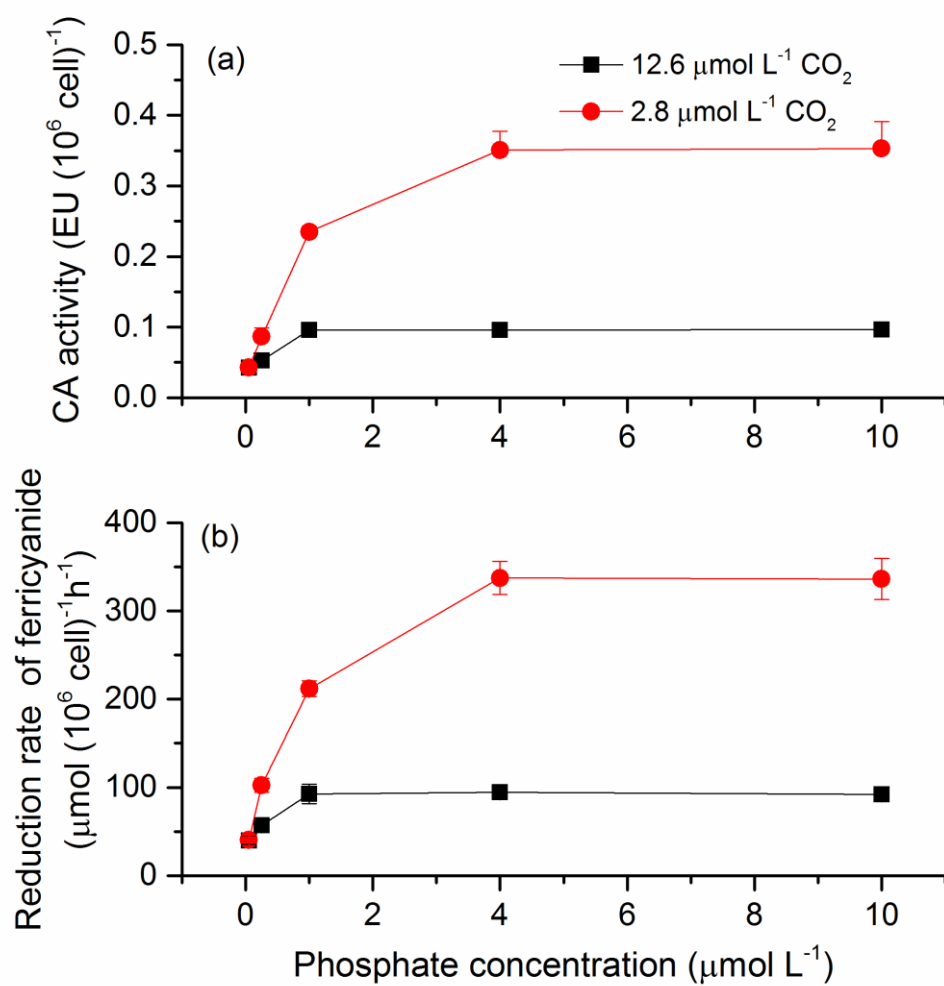 (a)
12.6 μmol L⁻¹ CO₂
2.8 μmol L⁻¹ CO₂
CA activity (EU (10⁶ cell)⁻¹)
0.5
0.4
0.3
0.2
0.1
0.0
0 2 4 6 8 10
(b)
Reduction rate of ferricyanide
(μmol (10⁶ cell)⁻¹h⁻¹)
400
300
200
100
0
0 2 4 6 8 10
Phosphate concentration (μmol L⁻¹)